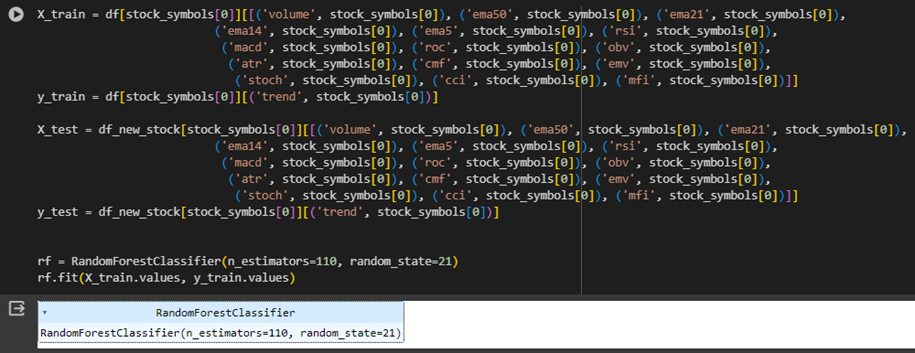 X_train = df[stock_symbols[0]][[('volume', stock_symbols[0]), ('ema50', stock_symbols[0]), ('ema21', stock_symbols[0]),
('ema14', stock_symbols[0]), ('ema5', stock_symbols[0]), ('rsi', stock_symbols[0]),
('macd', stock_symbols[0]), ('roc', stock_symbols[0]), ('obv', stock_symbols[0]),
('atr', stock_symbols[0]), ('cmf', stock_symbols[0]), ('emv', stock_symbols[0]),
('stoch', stock_symbols[0]), ('cci', stock_symbols[0]), ('mfi', stock_symbols[0])]]
y_train = df[stock_symbols[0]][('trend', stock_symbols[0])]
X_test = df_new_stock[stock_symbols[0]][[('volume', stock_symbols[0]), ('ema50', stock_symbols[0]), ('ema21', stock_symbols[0]),
('ema14', stock_symbols[0]), ('ema5', stock_symbols[0]), ('rsi', stock_symbols[0]),
('macd', stock_symbols[0]), ('roc', stock_symbols[0]), ('obv', stock_symbols[0]),
('atr', stock_symbols[0]), ('cmf', stock_symbols[0]), ('emv', stock_symbols[0]),
('stoch', stock_symbols[0]), ('cci', stock_symbols[0]), ('mfi', stock_symbols[0])]]
y_test = df_new_stock[stock_symbols[0]][('trend', stock_symbols[0])]
rf = RandomForestClassifier(n_estimators=110, random_state=21)
rf.fit(X_train.values, y_train.values)
RandomForestClassifier
RandomForestClassifier(n_estimators=110, random_state=21)